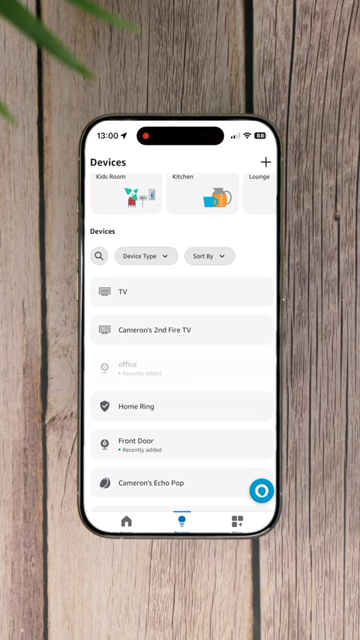 13:00
88
Devices
Kids Room
Kitchen
Lounge
Devices
Device Type
Sort By
TV
Cameron's 2nd Fire TV
office
Recently added
Home Ring
Front Door
Recently added
Cameron's Echo Pop